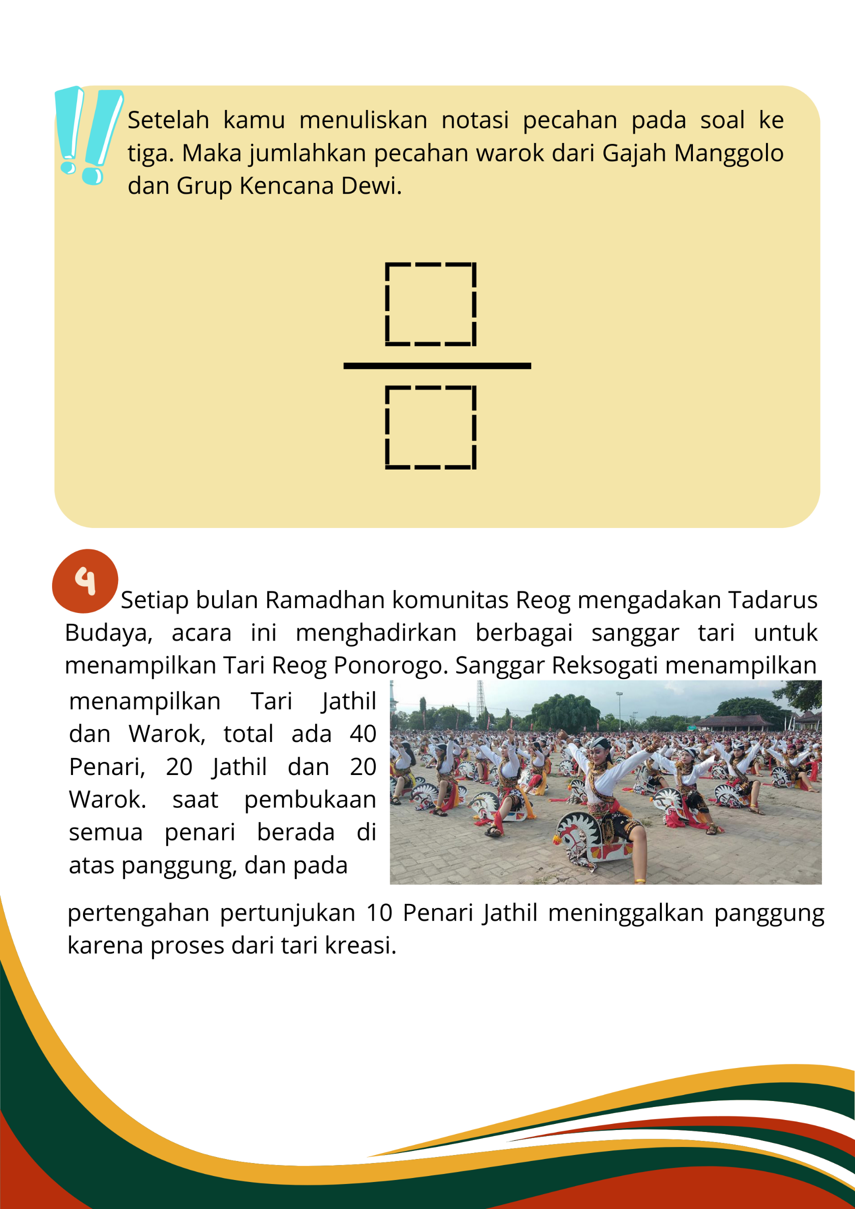 Setelah kamu menuliskan notasi pecahan pada soal ke
tiga. Maka jumlahkan pecahan warok dari Gajah Manggolo
dan Grup Kencana Dewi.
4
Setiap bulan Ramadhan komunitas Reog mengadakan Tadarus
Budaya, acara ini menghadirkan berbagai sanggar tari untuk
menampilkan Tari Reog Ponorogo. Sanggar Reksogati menampilkan
menampilkan Tari Jathil
dan Warok, total ada 40
Penari, 20 Jathil dan 20
Warok. saat pembukaan
semua penari berada di
atas panggung, dan pada
pertengahan pertunjukan 10 Penari Jathil meninggalkan panggung
karena proses dari tari kreasi.